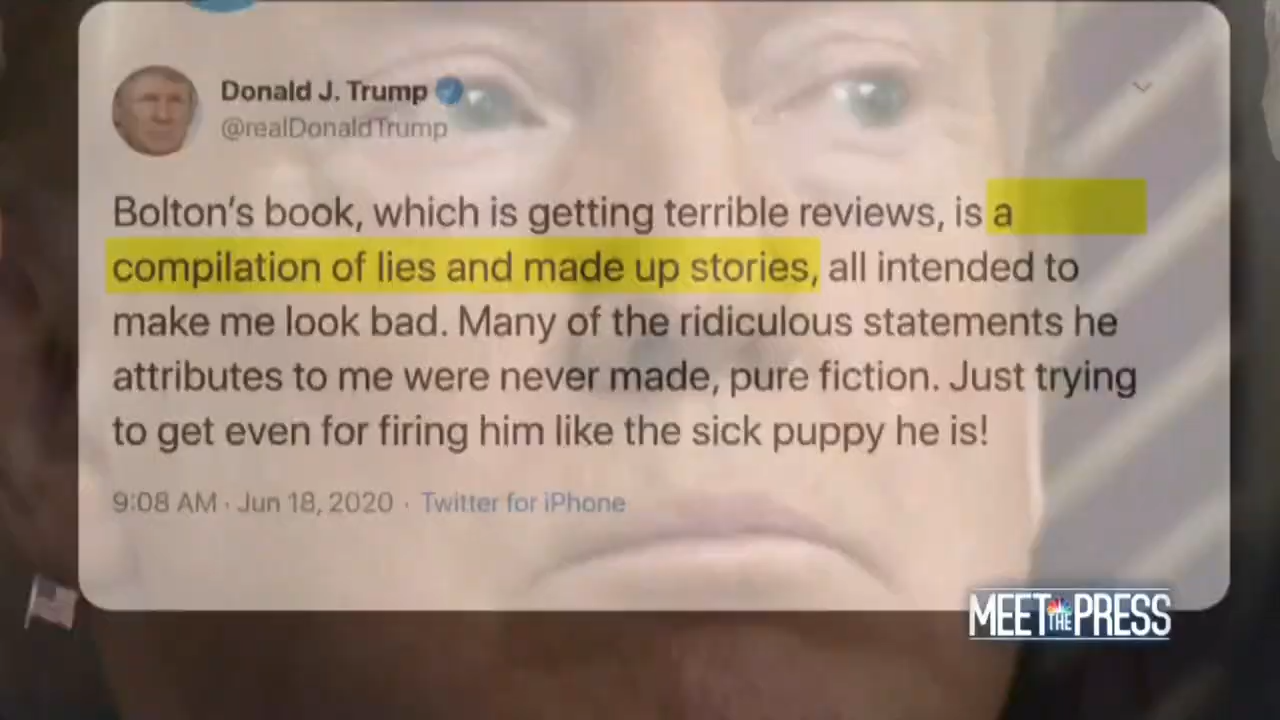 Donald J. Trump
@realDonaldTrump
Bolton's book, which is getting terrible reviews, is a
compilation of lies and made up stories, all intended to
make me look bad. Many of the ridiculous statements he
attributes to me were never made, pure fiction. Just trying
to get even for firing him like the sick puppy he is!
9:08 AM · Jun 18, 2020 · Twitter for iPhone
MEET THE PRESS